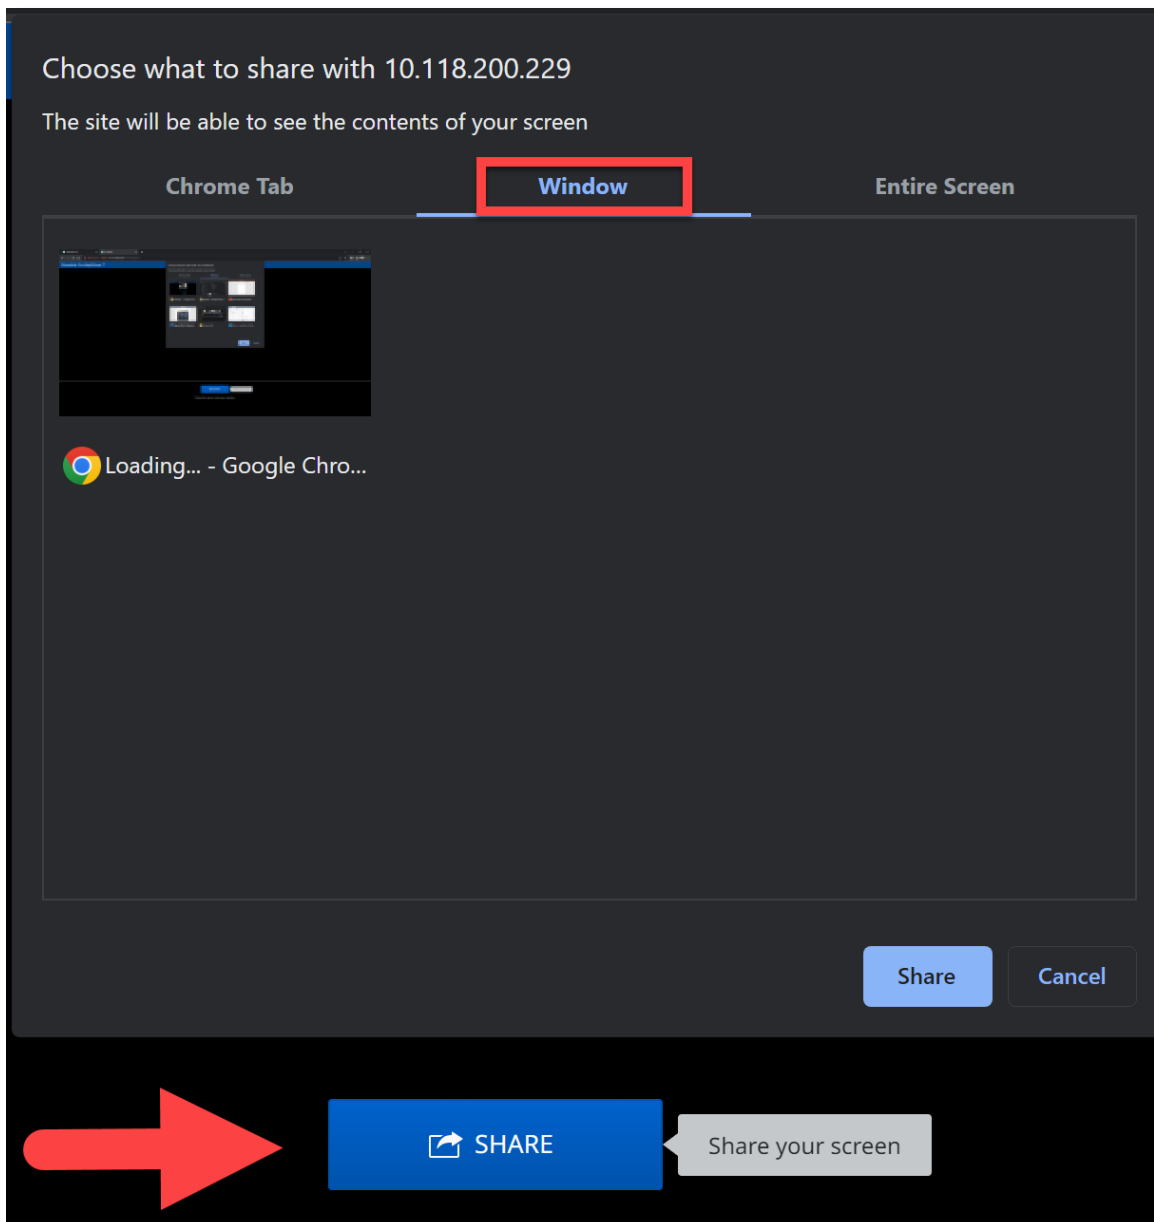 Choose what to share with 10.118.200.229
The site will be able to see the contents of your screen
Chrome Tab
Window
Entire Screen
Loading... - Google Chro...
Share
Cancel
SHARE
Share your screen